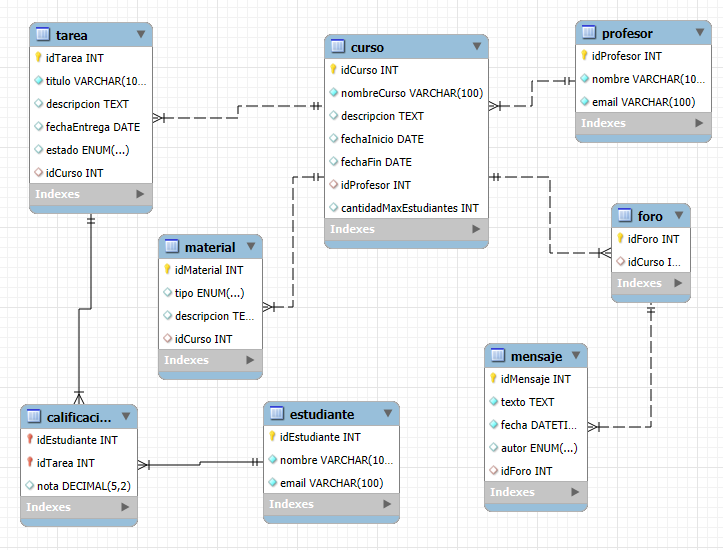 tarea
idTarea INT
titulo VARCHAR(10...
descripcion TEXT
fechaEntrega DATE
estado ENUM(...)
idCurso INT
Indexes
curso
idCurso INT
nombreCurso VARCHAR(100)
descripcion TEXT
fechaInicio DATE
fechaFin DATE
idProfesor INT
cantidadMaxEstudiantes INT
Indexes
profesor
idProfesor INT
nombre VARCHAR(10...
email VARCHAR(100)
Indexes
material
idMaterial INT
tipo ENUM(...)
descripcion TE...
idCurso INT
Indexes
foro
idForo INT
idCurso I...
Indexes
mensaje
idMensaje INT
texto TEXT
fecha DATETI...
autor ENUM(...)
idForo INT
Indexes
calificaci...
idEstudiante INT
idTarea INT
nota DECIMAL(5,2)
Indexes
estudiante
idEstudiante INT
nombre VARCHAR(10...
email VARCHAR(100)
Indexes